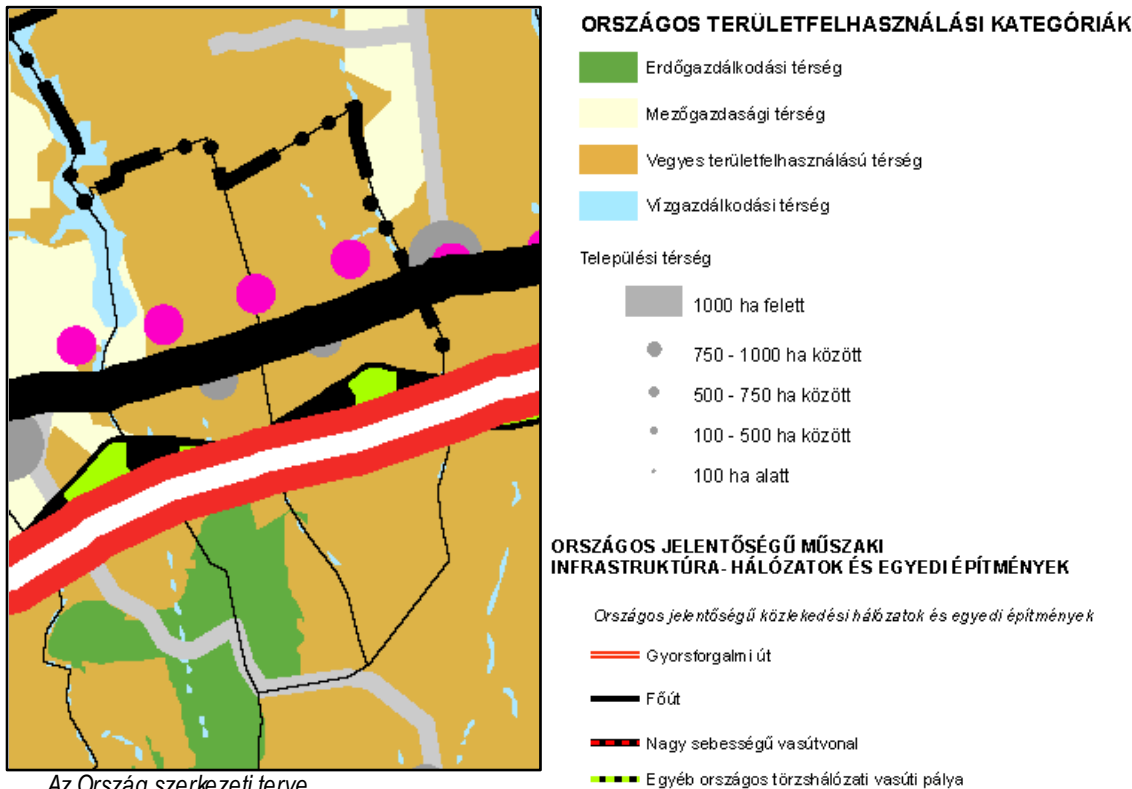 ORSZÁGOS TERÜLETFELHASZNÁLÁSI KATEGÓRIÁK
Erdőgazdálkodási térség
Mezőgazdasági térség
Vegyes területfelhasználású térség
Vízgazdálkodási térség
Települési térség
1000 ha felett
750 - 1000 ha között
500 - 750 ha között
100 - 500 ha között
100 ha alatt
ORSZÁGOS JELENTŐSÉGŰ MŰSZAKI
INFRASTRUKTÚRA- HÁLÓZATOK ÉS EGYEDI ÉPÍTMÉNYEK
Országos jelentőségű közlekedési hálózatok és egyedi építmények
Gyorsforgalmi út
Főút
Nagy sebességű vasútvonal
Egyéb országos törzshálózati vasúti pálya
Az Ország szerkezeti terve